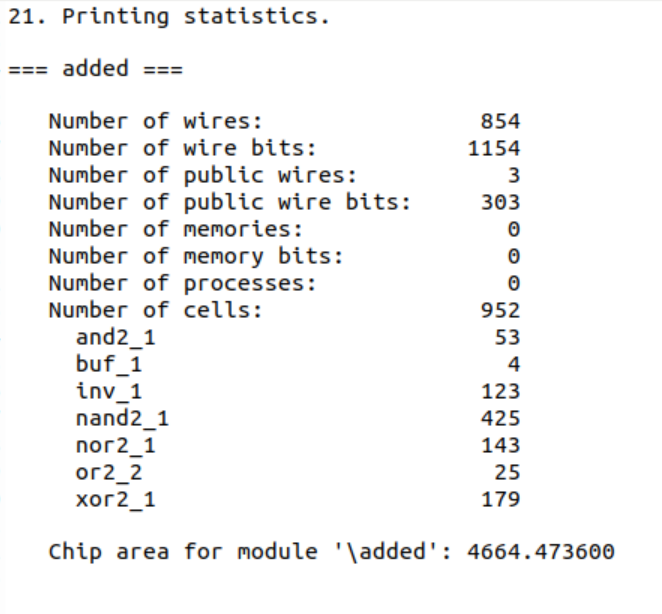 21. Printing statistics.
=== added ===
Number of wires: 854
Number of wire bits: 1154
Number of public wires: 3
Number of public wire bits: 303
Number of memories: 0
Number of memory bits: 0
Number of processes: 0
Number of cells: 952
and2_1 53
buf_1 4
inv_1 123
nand2_1 425
nor2_1 143
or2_2 25
xor2_1 179
Chip area for module '\added': 4664.473600